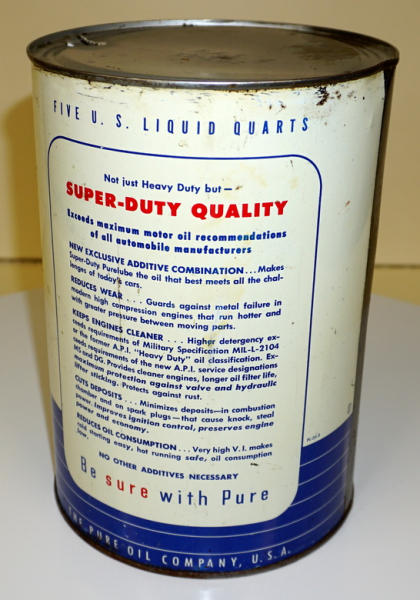 FIVE U. S. LIQUID QUARTS
Not just Heavy Duty but—
SUPER-DUTY QUALITY
Exceeds maximum motor oil recommendations
of all automobile manufacturers
NEW EXCLUSIVE ADDITIVE COMBINATION . . . Makes
Super-Duty Purelube the oil that best meets all the chal-
lenges of today's cars.
REDUCES WEAR . . . Guards against metal failure in
modern high compression engines that run hotter and
with greater pressure between moving parts.
KEEPS ENGINES CLEANER . . . Higher detergency ex-
ceeds requirements of Military Specification MIL-L-2104
or the former A.P.I. "Heavy Duty" oil classification. Ex-
ceeds requirements of the new A.P.I. service designations
MS and DG. Provides cleaner engines, longer oil filter life,
maximum protection against valve and hydraulic
lifter sticking. Protects against rust.
CUTS DEPOSITS . . . Minimizes deposits—in combustion
chamber and on spark plugs—that cause knock, steal
power. Improves ignition control, preserves engine
power and economy.
REDUCES OIL CONSUMPTION . . . Very high V. I. makes
cold starting easy, hot running safe, oil consumption
low.
NO OTHER ADDITIVES NECESSARY
Be sure with Pure
THE PURE OIL COMPANY, U.S.A.